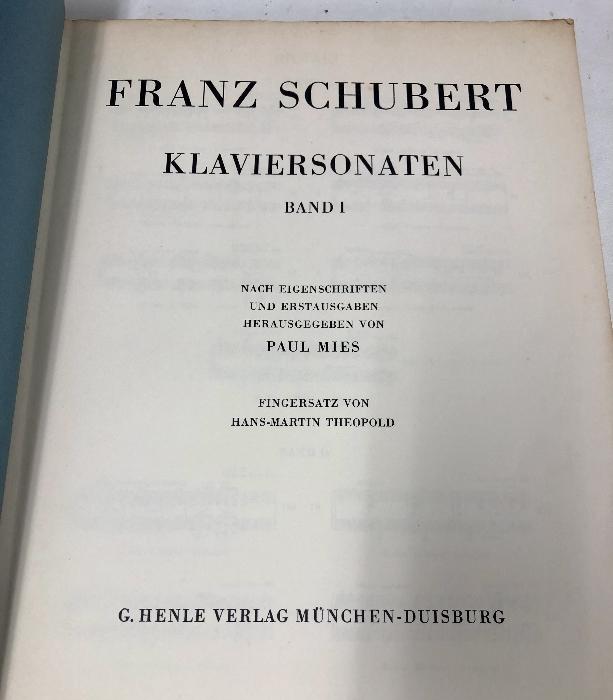 FRANZ SCHUBERT
KLAVIERSONATEN
BAND I
NACH EIGENSCHRIFTEN
UND ERSTAUSGABEN
HERAUSGEGEBEN VON
PAUL MIES
FINGERSATZ VON
HANS-MARTIN THEOPOLD
G. HENLE VERLAG MÜNCHEN-DUISBURG